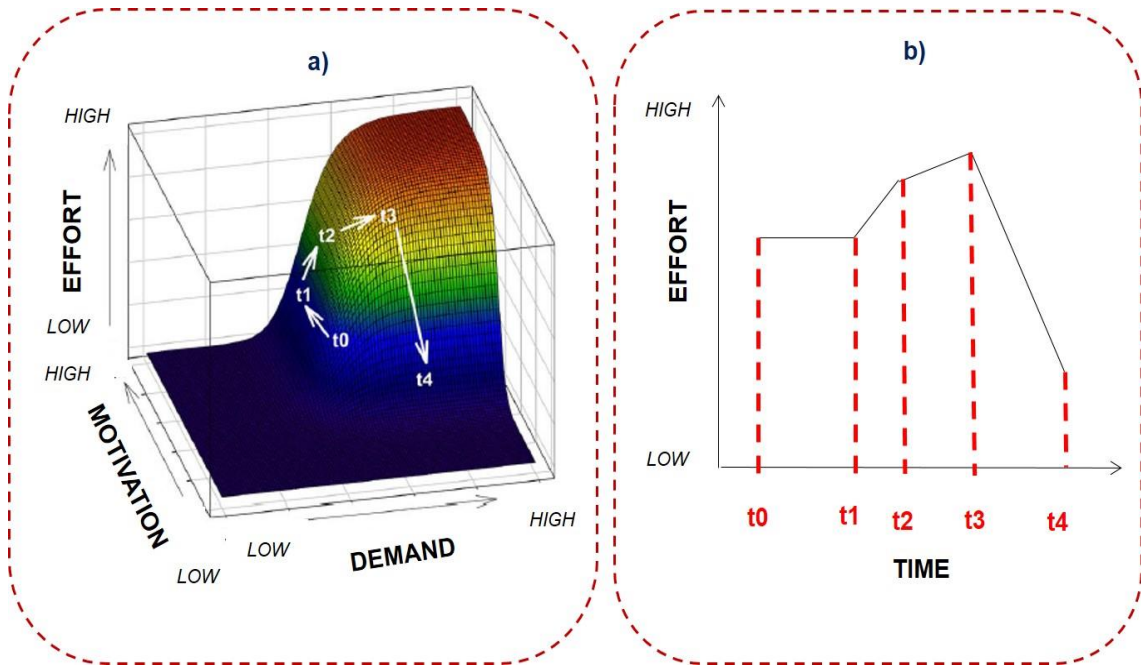 a)
HIGH
EFFORT
LOW
HIGH
MOTIVATION
LOW
LOW
DEMAND
HIGH
t0
t1
t2
t3
t4
b)
HIGH
EFFORT
LOW
t0
t1
t2
t3
t4
TIME